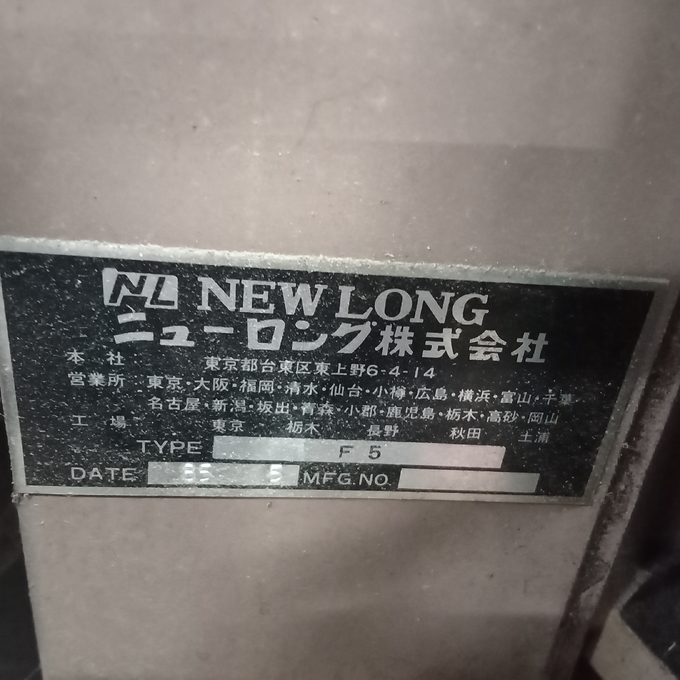 NL NEW LONG
ニューロング株式会社
本社 東京都台東区東上野6-4-14
営業所 東京・大阪・福岡・清水・仙台・小樽・広島・横浜・富山・千葉・
名古屋・新潟・坂出・青森・小郡・鹿児島・栃木・高砂・岡山
工場 東京 栃木 長野 秋田 土浦
TYPE F 5
DATE 5 MFG.NO.